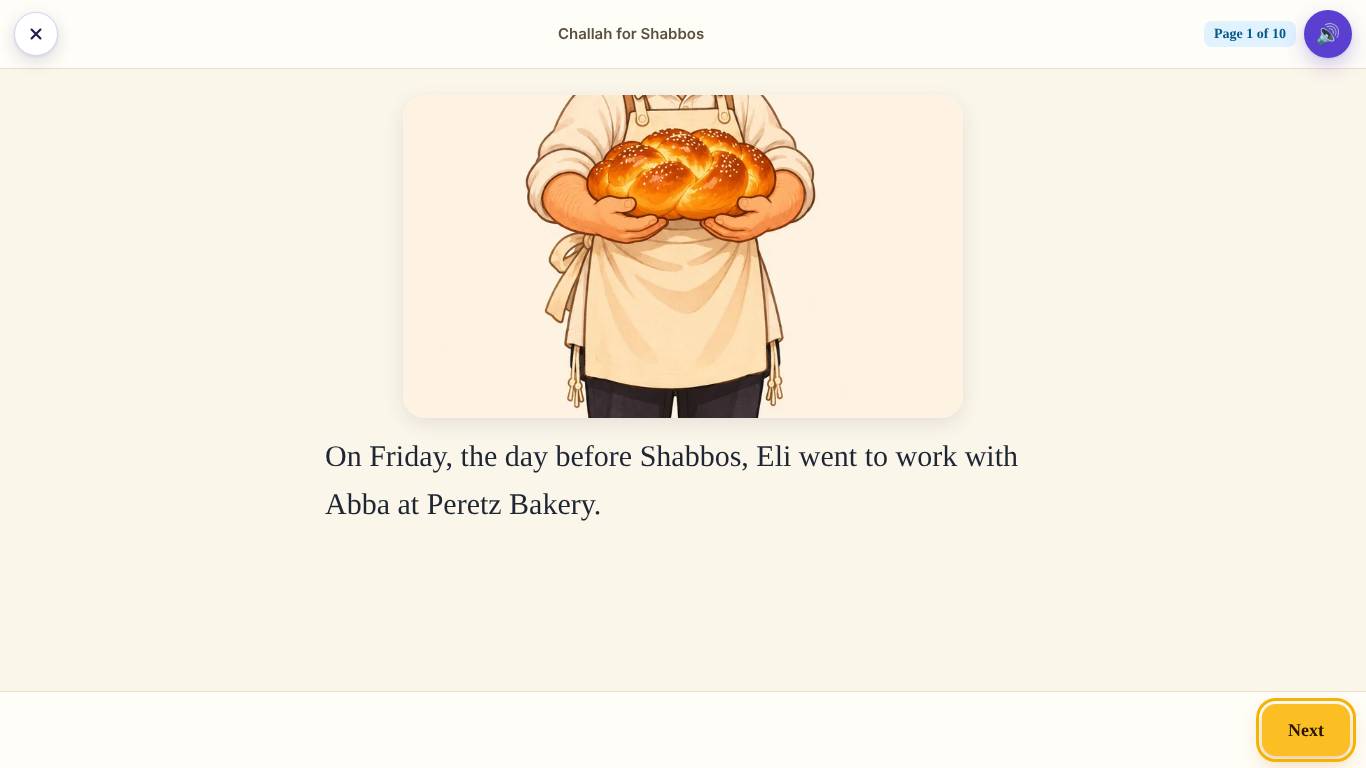 Challah for Shabbos
Page 1 of 10
On Friday, the day before Shabbos, Eli went to work with
Abba at Peretz Bakery.
Next